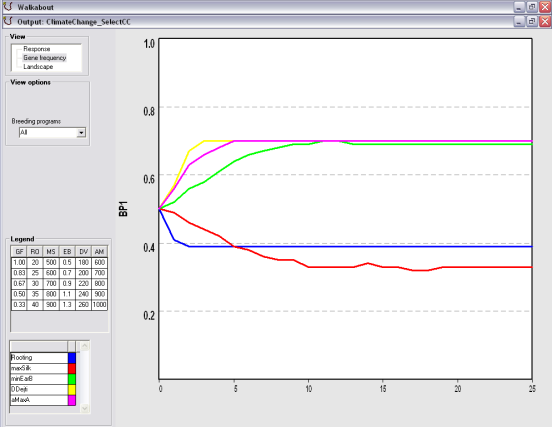 Walkabout
Output: ClimateChange_SelectCC
View
Response
Gene frequency
Landscape
View options
Breeding programs
All
Legend
GF RO MS EB DV AM
1.00 20 500 0.5 180 600
0.83 25 600 0.7 200 700
0.67 30 700 0.9 220 800
0.50 35 800 1.1 240 900
0.33 40 900 1.3 260 1000
Rooting
maxSilk
minEarB
aMaxA
BP1
1.0
0.8
0.6
0.4
0.2
0 5 10 15 20 25